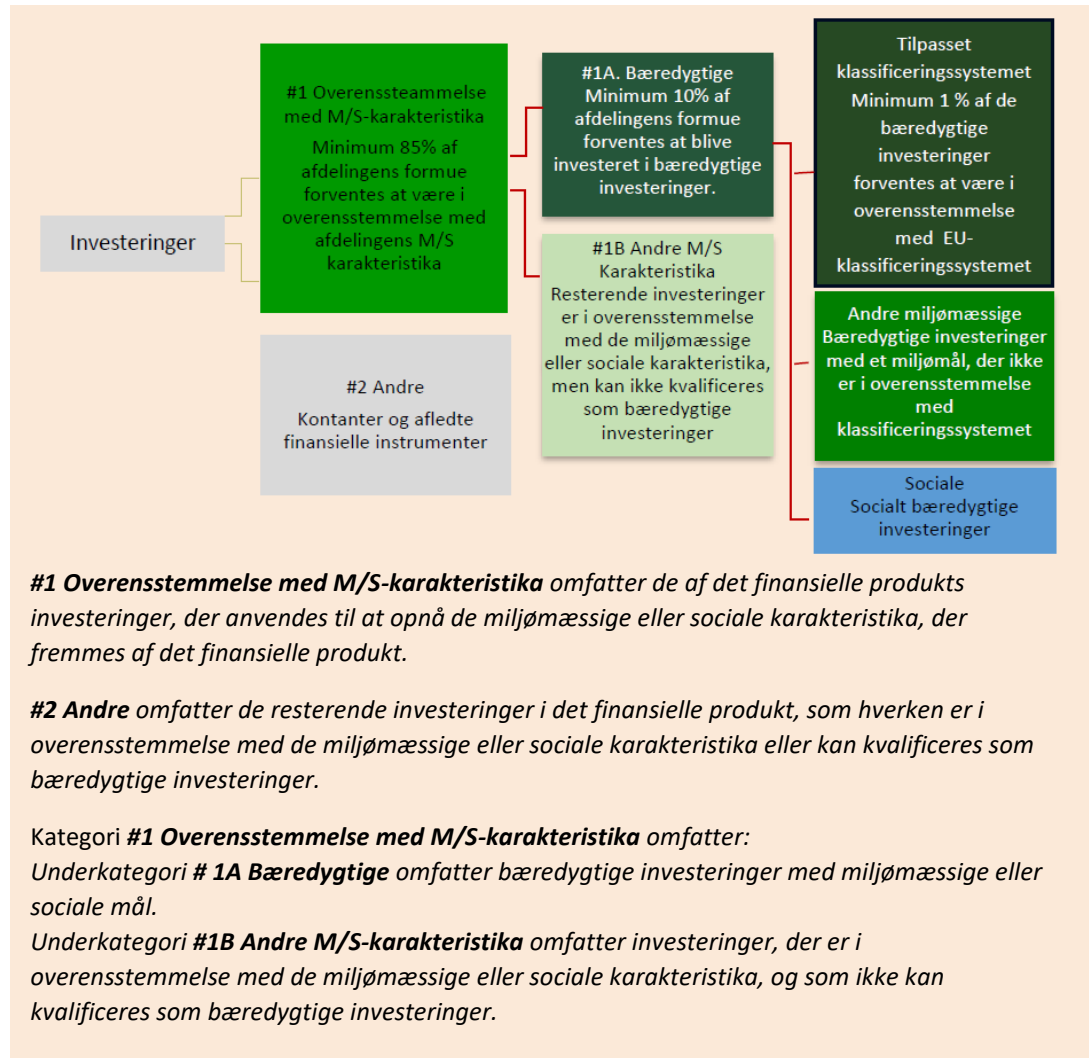 Investeringer
#1 Overenssteammelse
med M/S-karakteristika
Minimum 85% af
afdelingens formue
forventes at være i
overensstemmelse med
afdelingens M/S
karakteristika
#2 Andre
Kontanter og afledte
finansielle instrumenter
#1A. Bæredygtige
Minimum 10% af
afdelingens formue
forventes at blive
investeret i bæredygtige
investeringer.
#1B Andre M/S
Karakteristika
Resterende investeringer
er i overensstemmelse
med de miljømæssige
eller sociale karakteristika,
men kan ikke kvalificeres
som bæredygtige
investeringer
Tilpasset
klassificeringssystemet
Minimum 1 % af de
bæredygtige
investeringer
forventes at være i
overensstemmelse
med EU-
klassificeringssystemet
Andre miljømæssige
Bæredygtige investeringer
med et miljømål, der ikke
er i overensstemmelse
med
klassificeringssystemet
Sociale
Socialt bæredygtige
investeringer
#1 Overensstemmelse med M/S-karakteristika omfatter de af det finansielle produkts
investeringer, der anvendes til at opnå de miljømæssige eller sociale karakteristika, der
fremmes af det finansielle produkt.
#2 Andre omfatter de resterende investeringer i det finansielle produkt, som hverken er i
overensstemmelse med de miljømæssige eller sociale karakteristika eller kan kvalificeres som
bæredygtige investeringer.
Kategori #1 Overensstemmelse med M/S-karakteristika omfatter:
Underkategori # 1A Bæredygtige omfatter bæredygtige investeringer med miljømæssige eller
sociale mål.
Underkategori #1B Andre M/S-karakteristika omfatter investeringer, der er i
overensstemmelse med de miljømæssige eller sociale karakteristika, og som ikke kan
kvalificeres som bæredygtige investeringer.